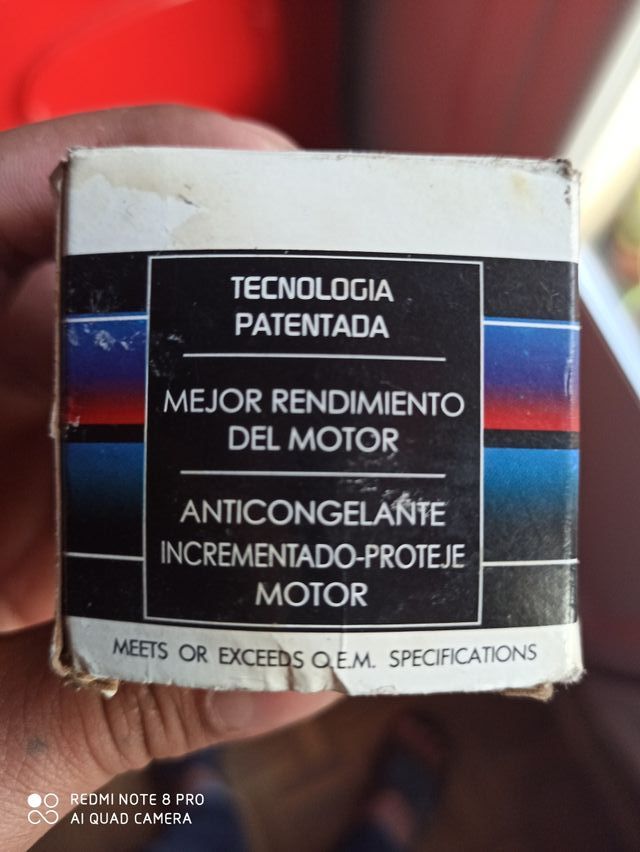 TECNOLOGIA
PATENTADA
MEJOR RENDIMIENTO
DEL MOTOR
ANTICONGELANTE
INCREMENTADO-PROTEJE
MOTOR
MEETS OR EXCEEDS O.E.M. SPECIFICATIONS
REDMI NOTE 8 PRO
AI QUAD CAMERA